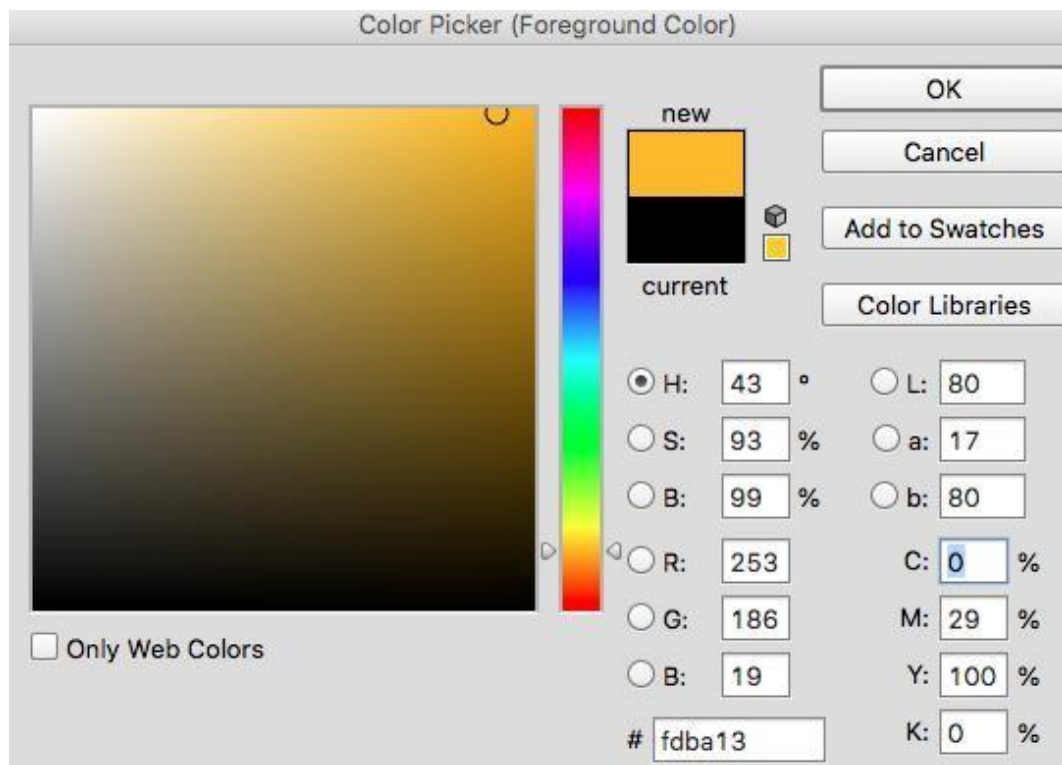 Color Picker (Foreground Color)
new
current
OK
Cancel
Add to Swatches
Color Libraries
H: 43 °
S: 93 %
B: 99 %
R: 253
G: 186
B: 19
# fdba13
L: 80
a: 17
b: 80
C: 0 %
M: 29 %
Y: 100 %
K: 0 %
Only Web Colors